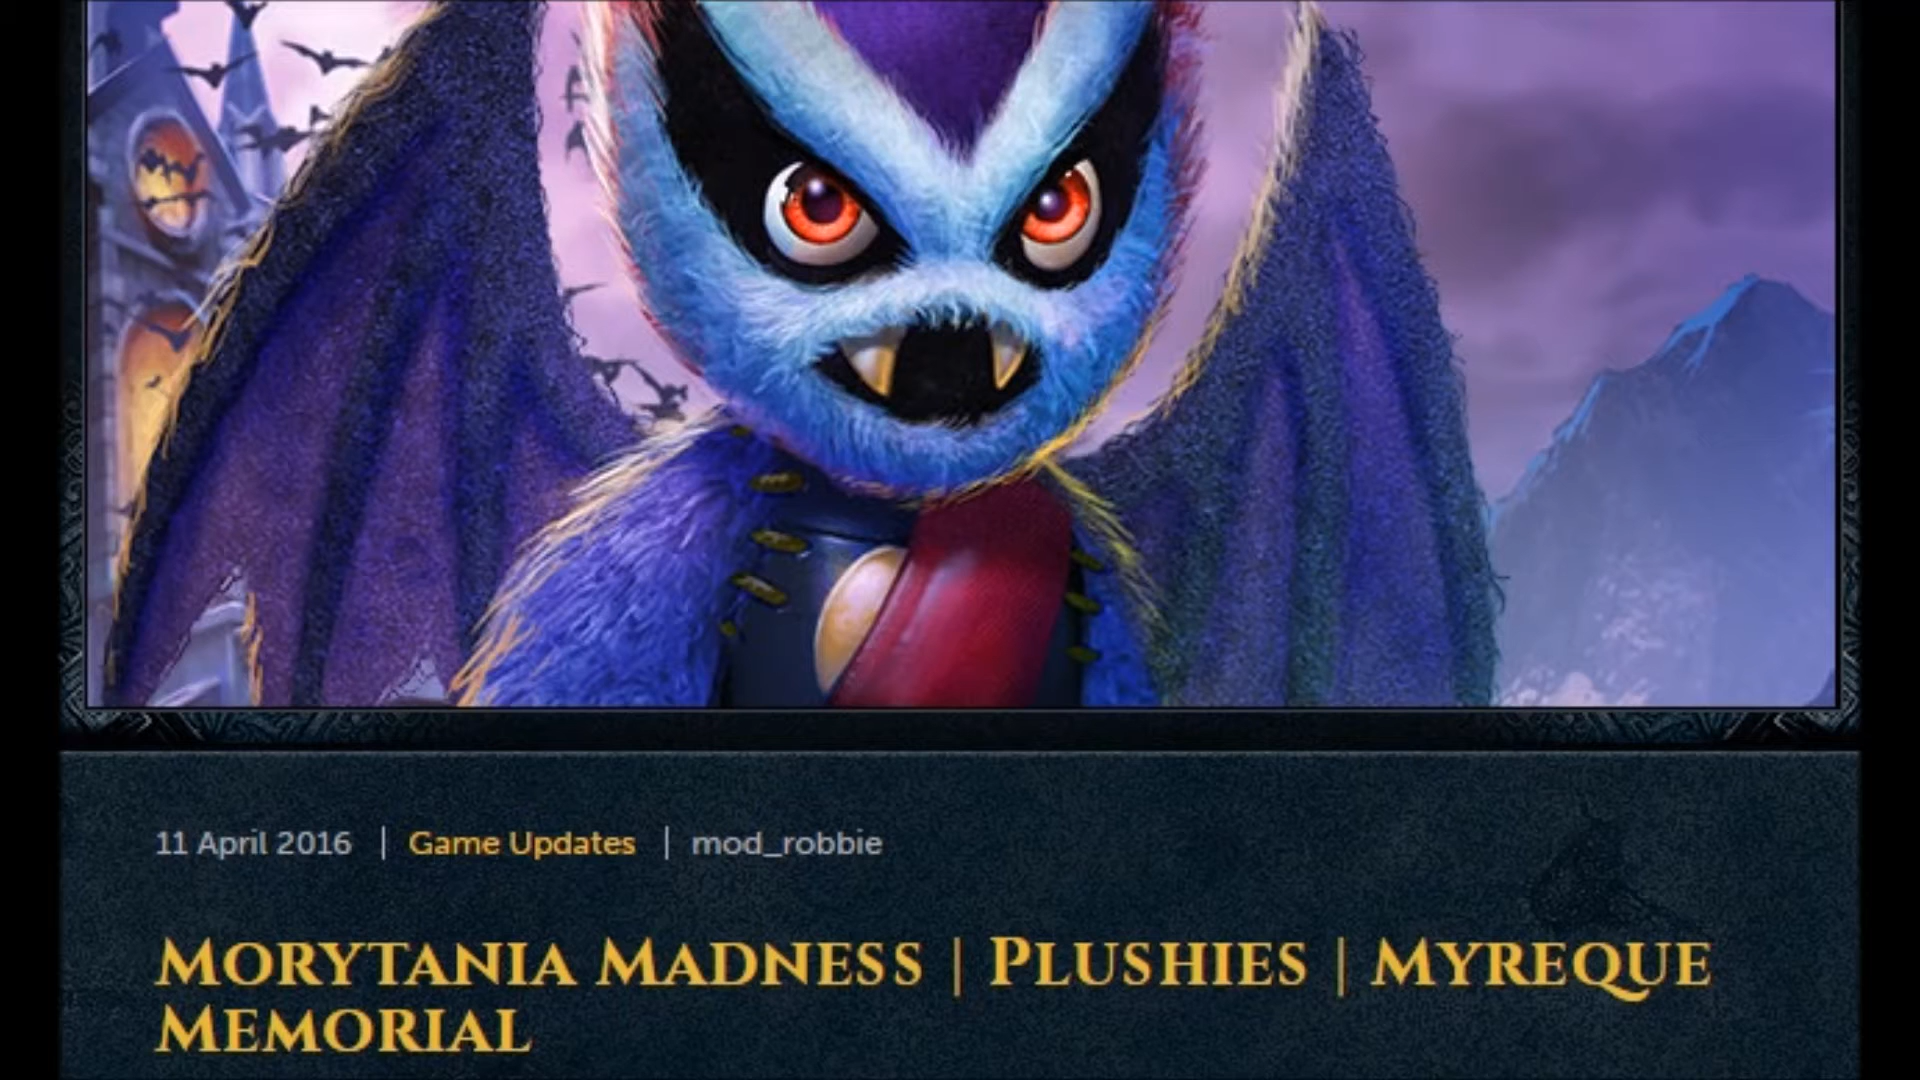 11 April 2016 | Game Updates | mod_robbie
Morytania Madness | Plushies | Myreque
Memorial